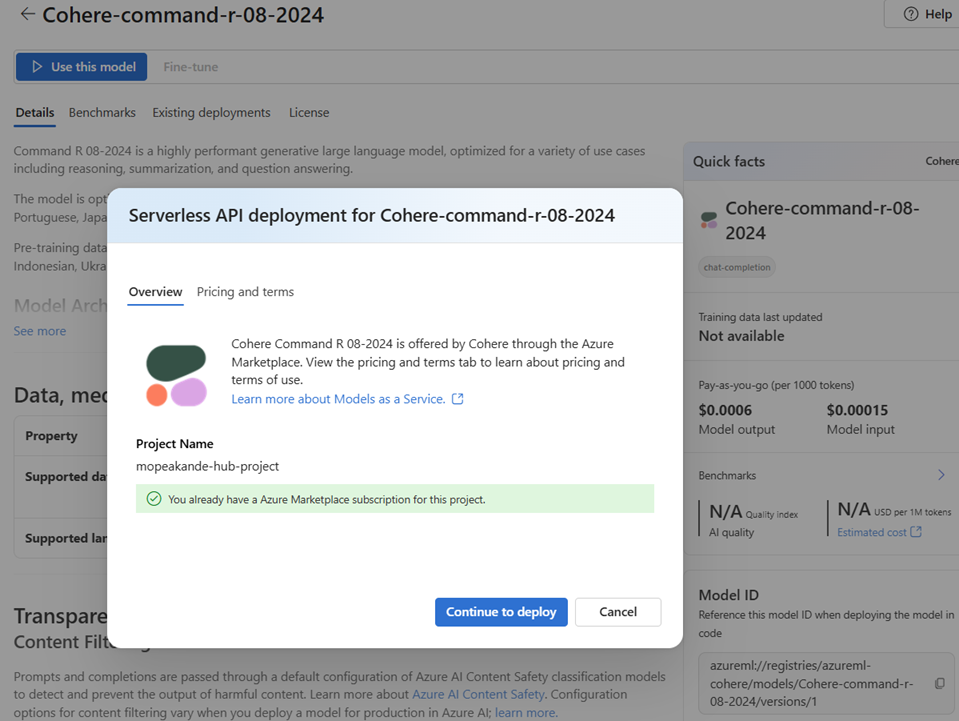 Cohere-command-r-08-2024
Help
Use this model
Fine-tune
Details
Benchmarks
Existing deployments
License
Command R 08-2024 is a highly performant generative large language model, optimized for a variety of use cases
including reasoning, summarization, and question answering.
The model is opt
Portuguese, Japa
Pre-training data
Indonesian, Ukra
Model Arch
See more
Data, med
Property
Supported da
Supported lan
Transpare
Content Filt
Prompts and completions are passed through a default configuration of Azure AI Content Safety classification models
to detect and prevent the output of harmful content. Learn more about Azure AI Content Safety. Configuration
options for content filtering vary when you deploy a model for production in Azure AI; learn more.
Serverless API deployment for Cohere-command-r-08-2024
Overview
Pricing and terms
Cohere Command R 08-2024 is offered by Cohere through the Azure
Marketplace. View the pricing and terms tab to learn about pricing and
terms of use.
Learn more about Models as a Service.
Project Name
mopeakande-hub-project
You already have a Azure Marketplace subscription for this project.
Continue to deploy
Cancel
Quick facts
Cohere
Cohere-command-r-08-
2024
chat-completion
Training data last updated
Not available
Pay-as-you-go (per 1000 tokens)
$0.0006
$0.00015
Model output
Model input
Benchmarks
N/A Quality index
AI quality
N/A USD per 1M tokens
Estimated cost
Model ID
Reference this model ID when deploying the model in
code
azureml://registries/azureml-
cohere/models/Cohere-command-r-
08-2024/versions/1